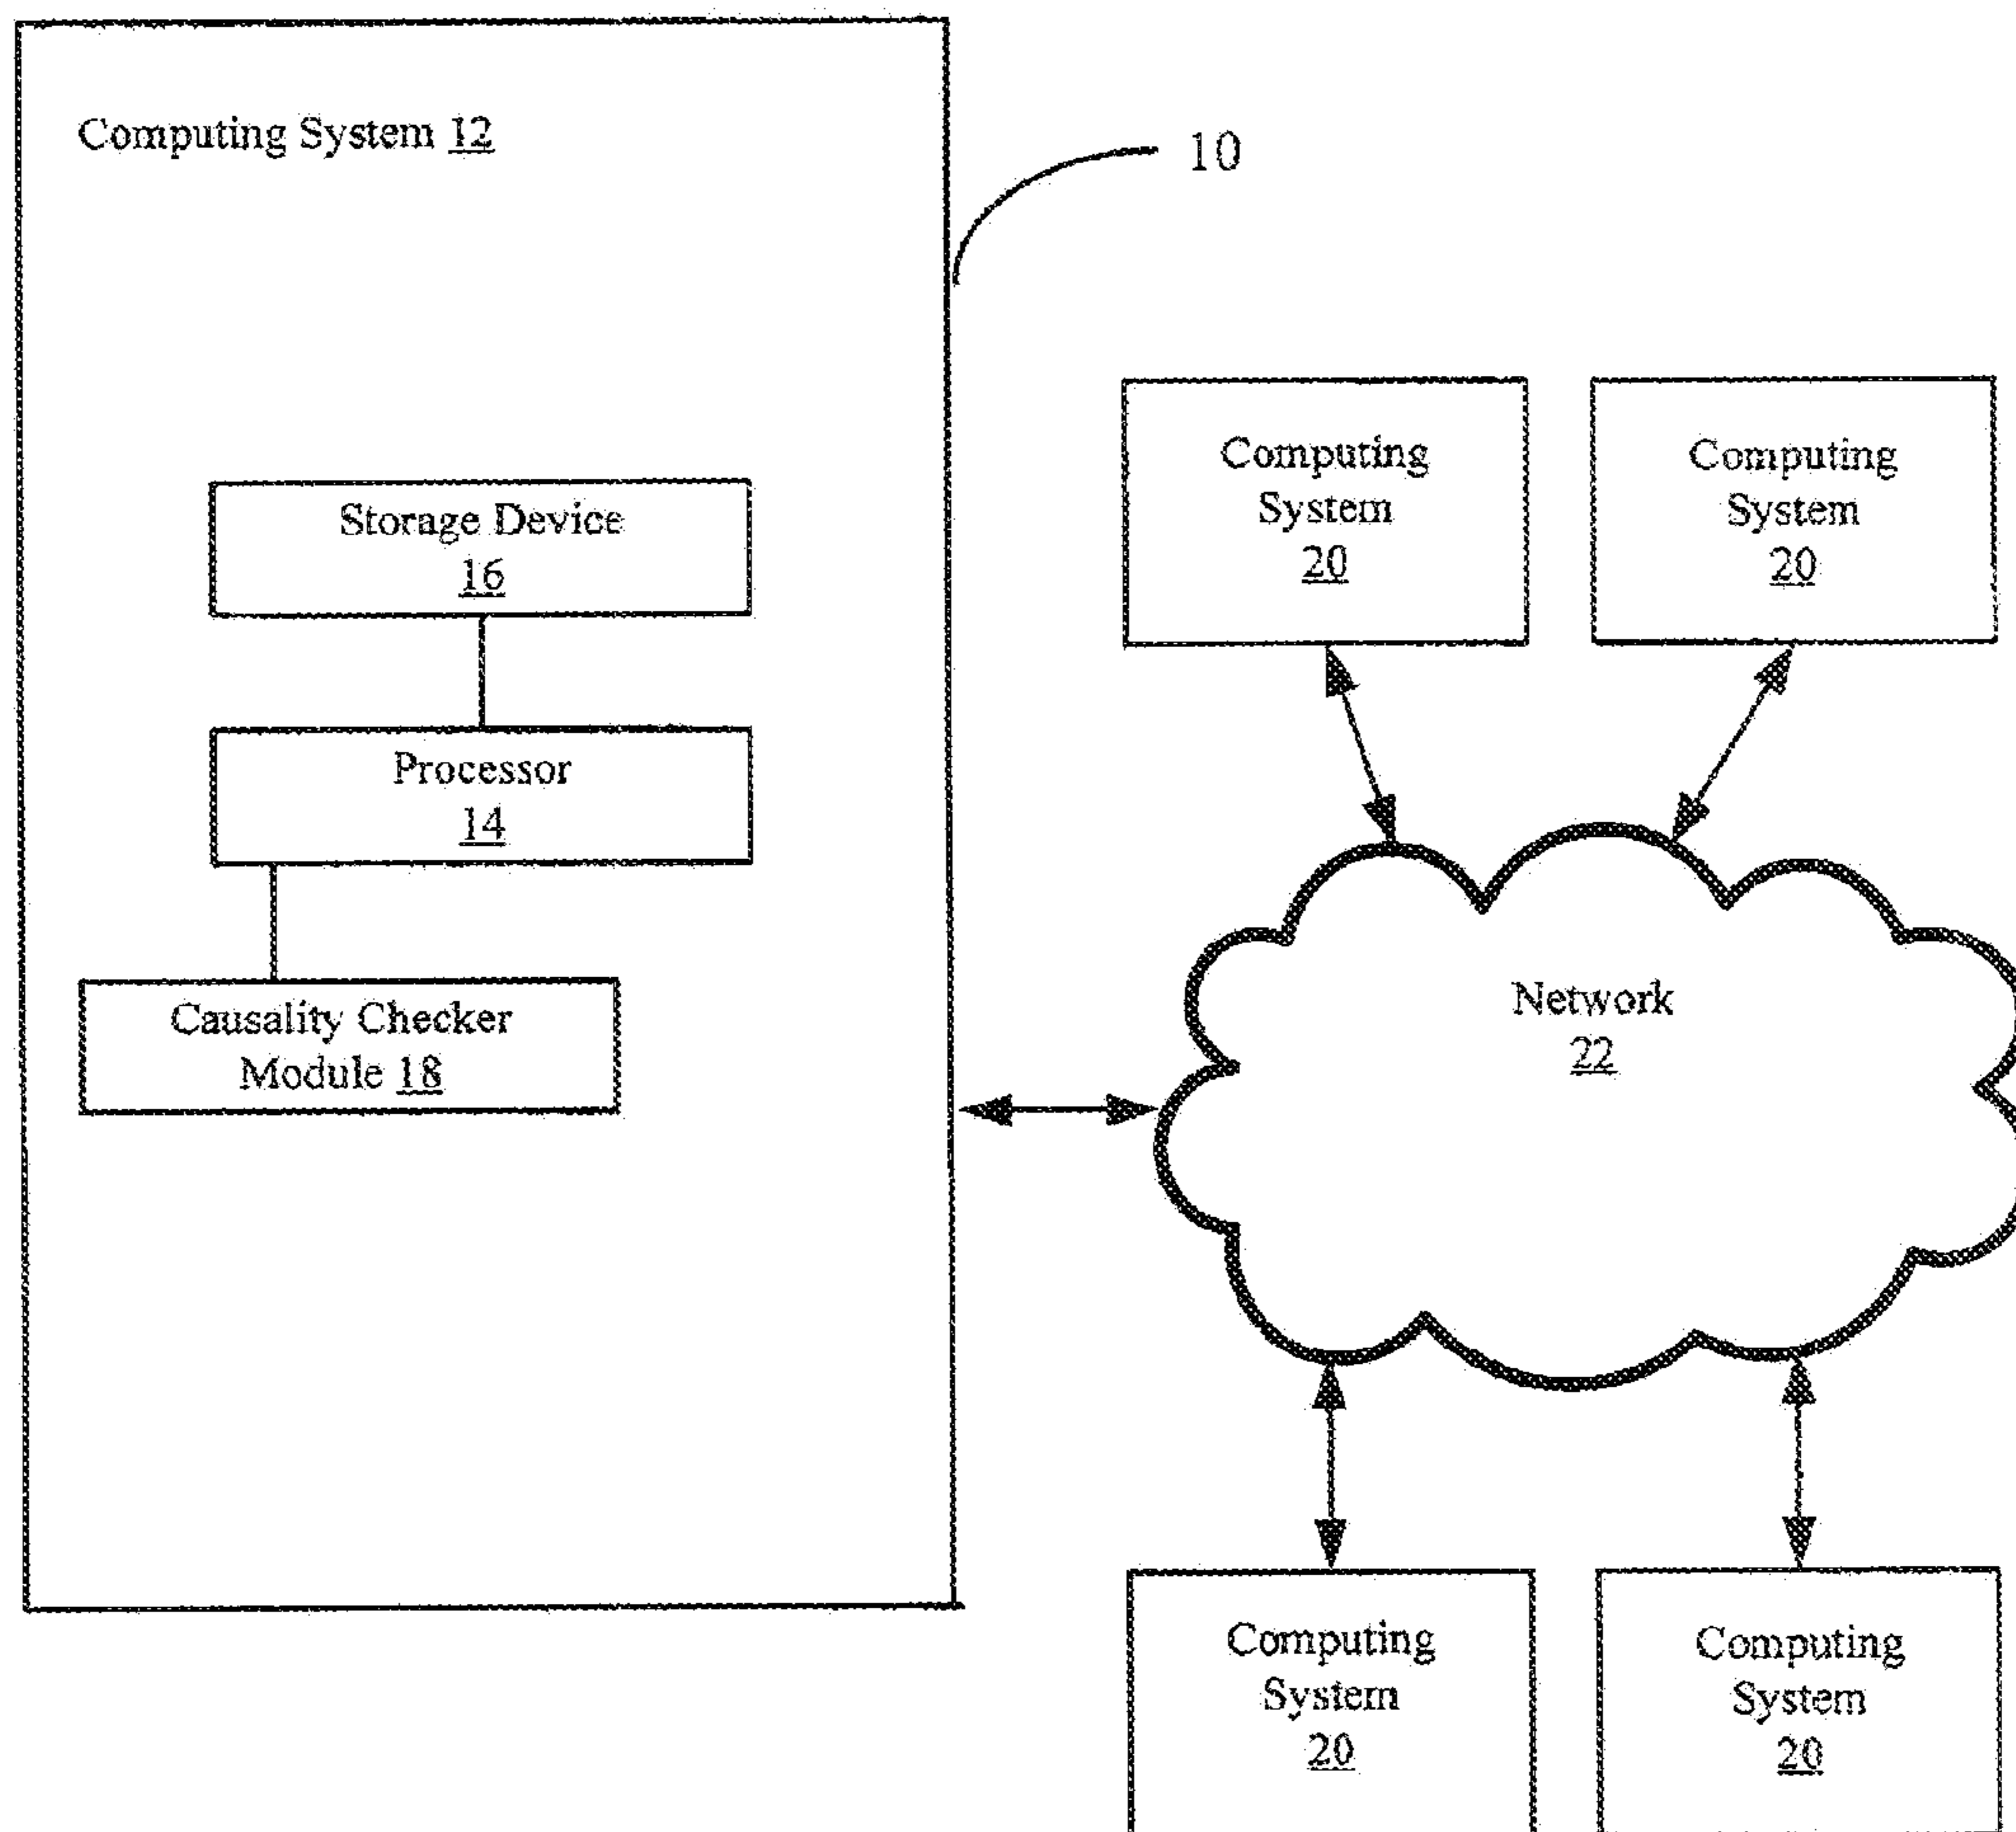 Computing System 12
10
Storage Device
16
Processor
14
Causality Checker
Module 18
Computing
System
20
Computing
System
20
Network
22
Computing
System
20
Computing
System
20